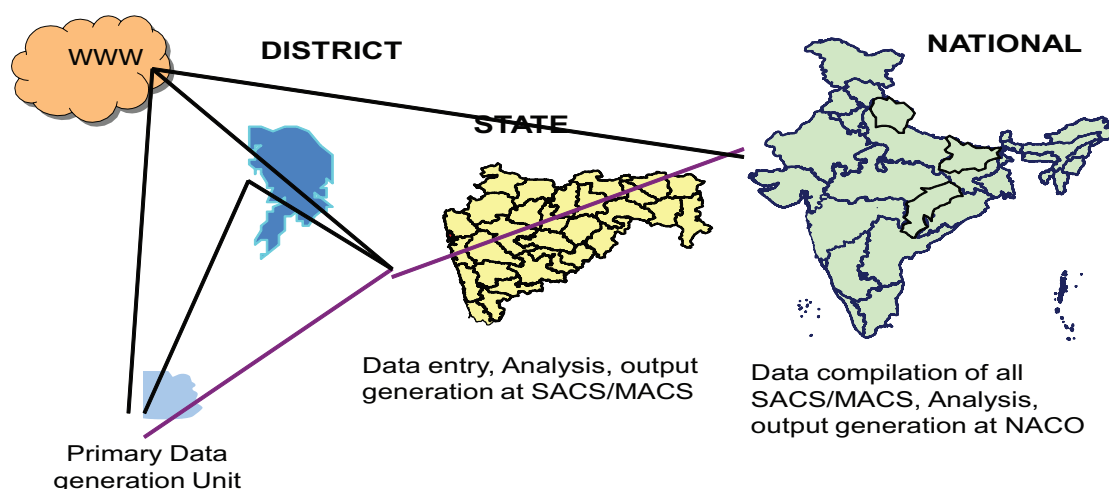 WWW
DISTRICT
NATIONAL
STATE
Data entry, Analysis, output
generation at SACS/MACS
Data compilation of all
SACS/MACS, Analysis,
output generation at NACO
Primary Data
generation Unit